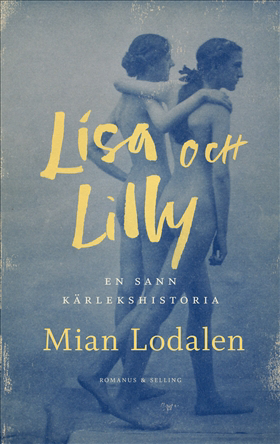 Lisa och
Lilly
EN SANN
KÄRLEKSHISTORIA
Mian Lodalen
ROMANUS & SELLING